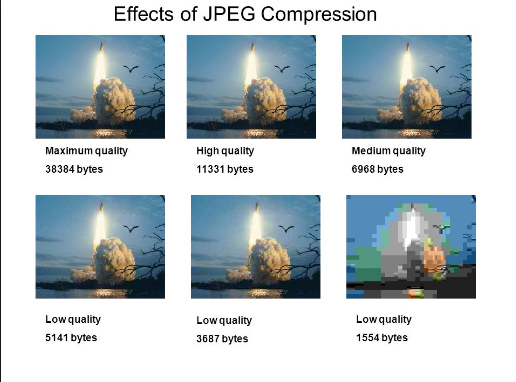 Effects of JPEG Compression
Maximum quality
38384 bytes
High quality
11331 bytes
Medium quality
6968 bytes
Low quality
5141 bytes
Low quality
3687 bytes
Low quality
1554 bytes